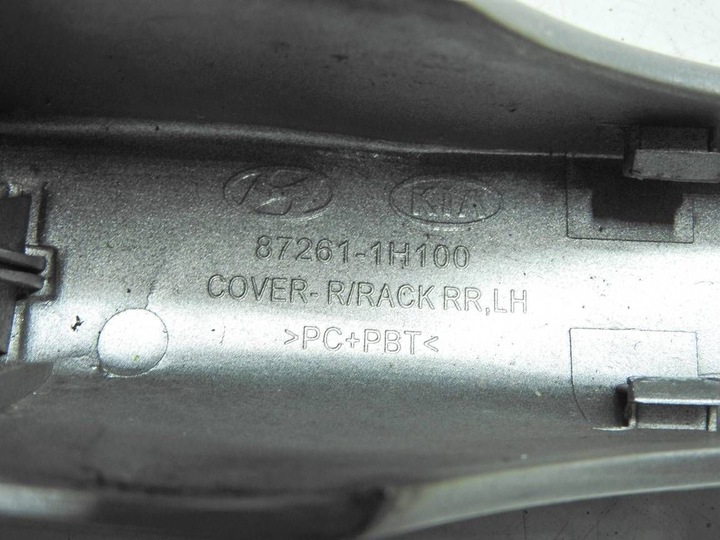 KIA
87261-1H100
COVER- R/RACK RR,LH
>PC+PBT<